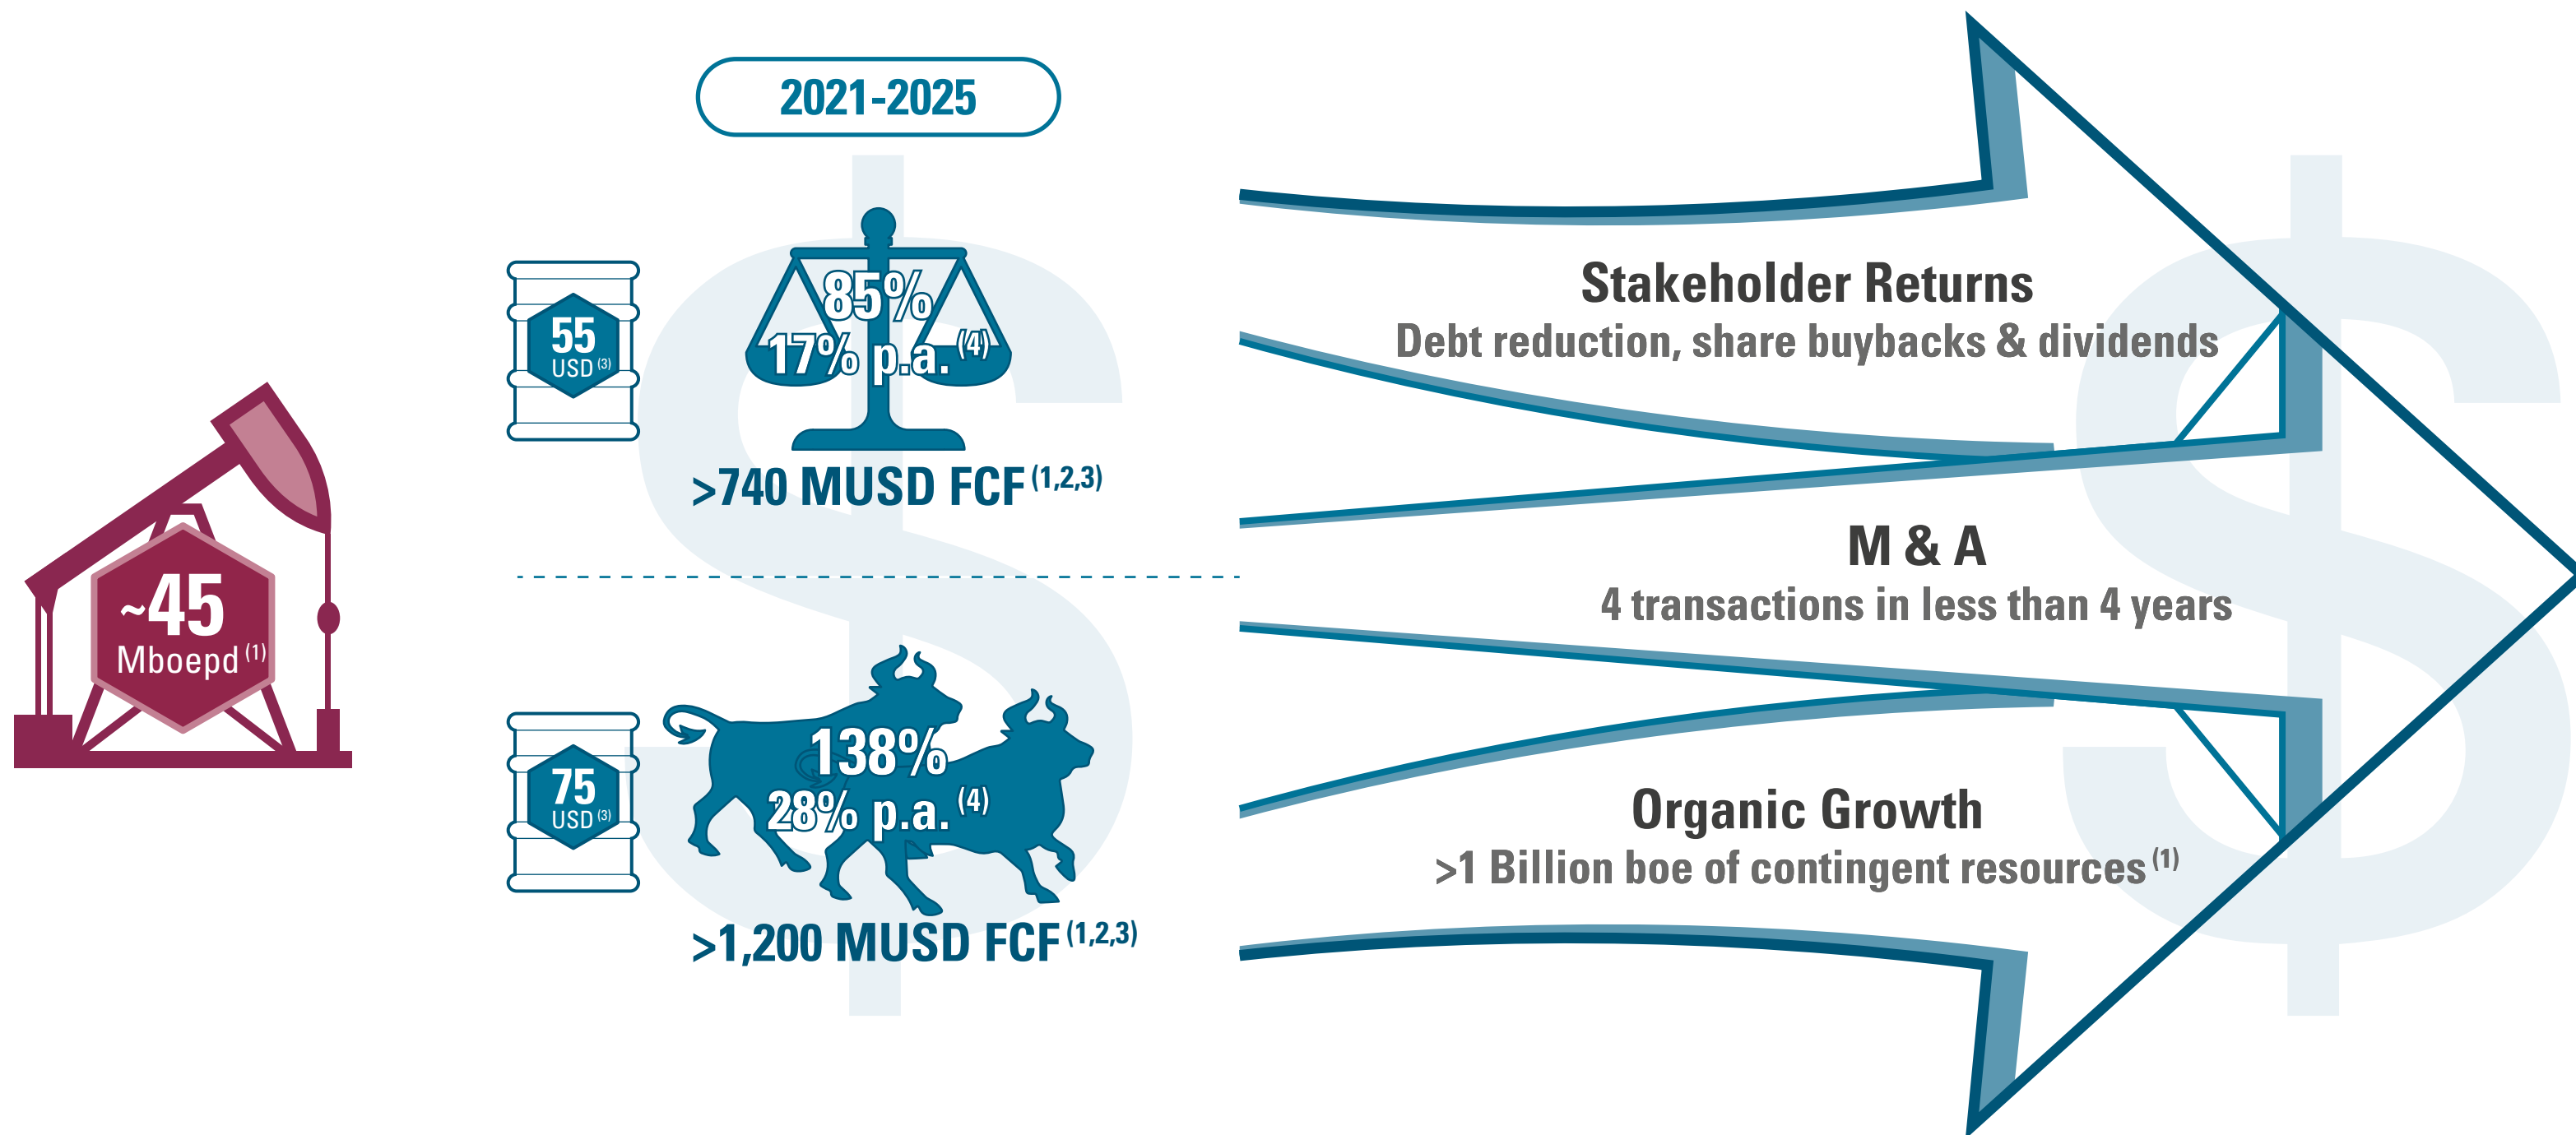 2021-2025
55
USD (3)
85%
17% p.a. (4)
>740 MUSD FCF (1,2,3)
~45
Mboepd (1)
75
USD (3)
138%
28% p.a. (4)
>1,200 MUSD FCF (1,2,3)
Stakeholder Returns
Debt reduction, share buybacks & dividends
M & A
4 transactions in less than 4 years
Organic Growth
>1 Billion boe of contingent resources (1)